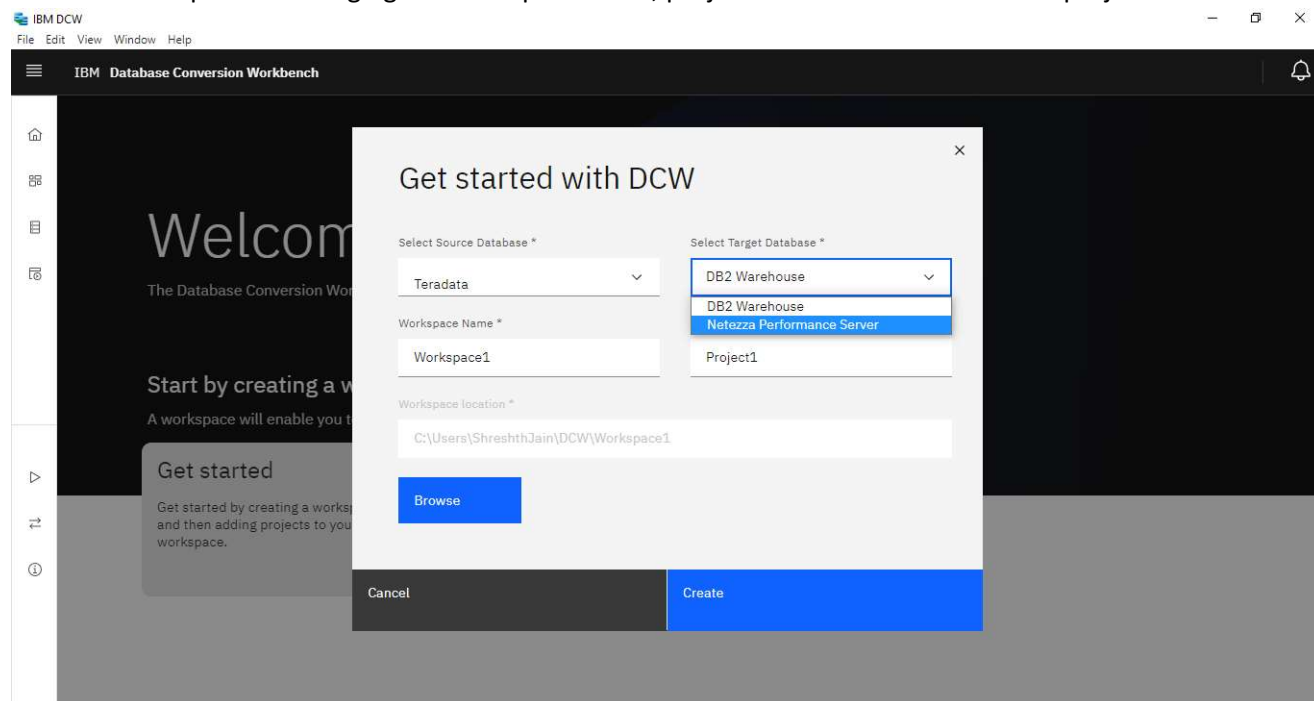 IBM DCW
File Edit View Window Help
IBM Database Conversion Workbench
Get started with DCW
Welcom
The Database Conversion Wor
Select Source Database *
Select Target Database *
Teradata
DB2 Warehouse
DB2 Warehouse
Netezza Performance Server
Workspace Name *
Workspace1
Project1
Start by creating a w
A workspace will enable you t
Workspace location *
C:\Users\ShreshthJain\DCW\Workspace1
Get started
Get started by creating a works
and then adding projects to you
workspace.
Browse
Cancel
Create